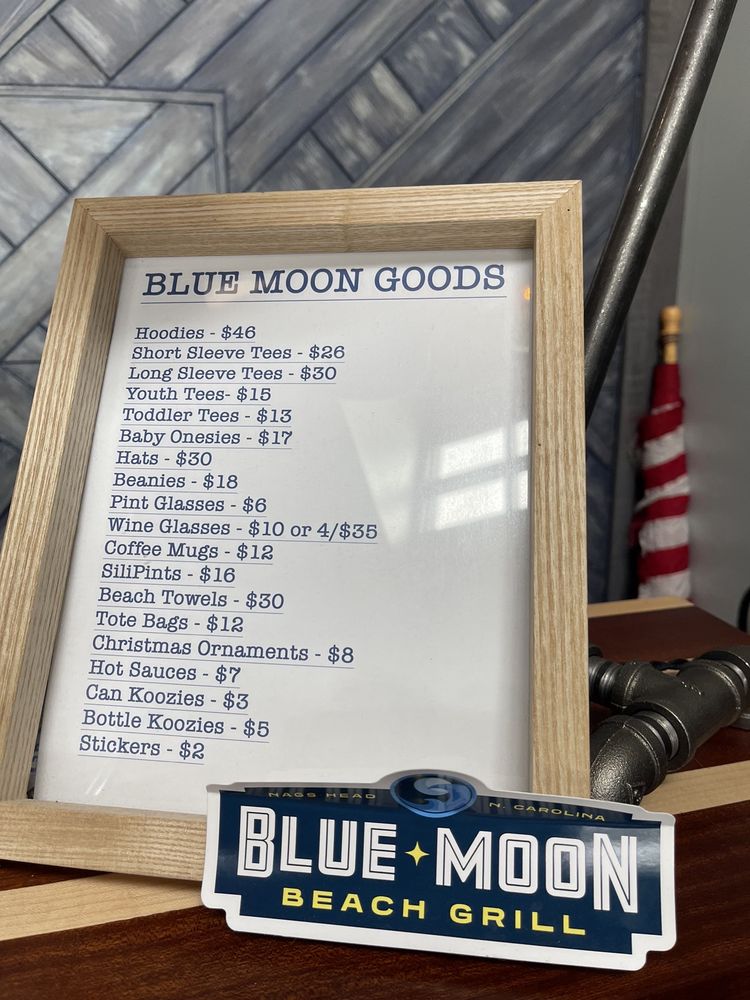 BLUE MOON GOODS
Hoodies - $46
Short Sleeve Tees - $26
Long Sleeve Tees - $30
Youth Tees- $15
Toddler Tees - $13
Baby Onesies - $17
Hats - $30
Beanies - $18
Pint Glasses - $6
Wine Glasses - $10 or 4/$35
Coffee Mugs - $12
SiliPints - $16
Beach Towels - $30
Tote Bags - $12
Christmas Ornaments - $8
Hot Sauces - $7
Can Koozies - $3
Bottle Koozies - $5
Stickers - $2
NAGS HEAD N. CAROLINA
BLUE MOON
BEACH GRILL